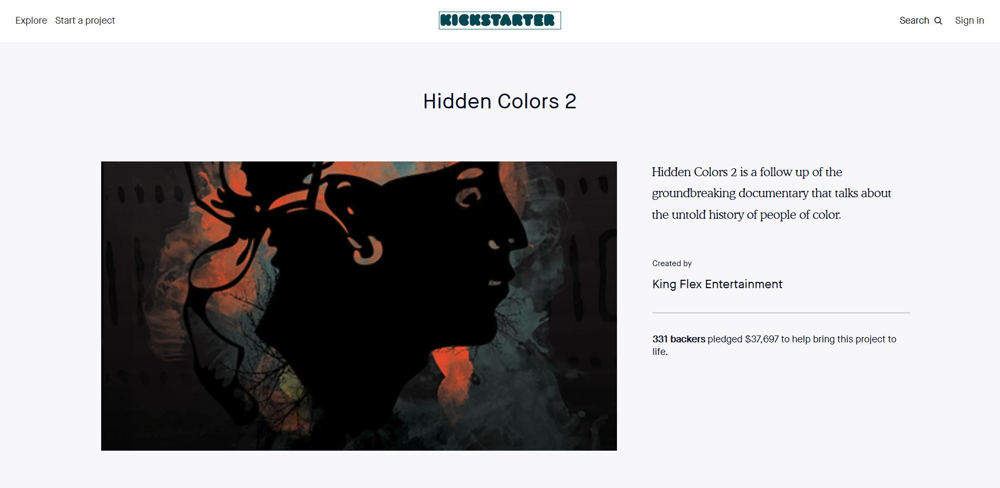 Explore Start a project KICKSTARTER Search Sign in
Hidden Colors 2
Hidden Colors 2 is a follow up of the
groundbreaking documentary that talks about
the untold history of people of color.
Created by
King Flex Entertainment
331 backers pledged $37,697 to help bring this project to
life.